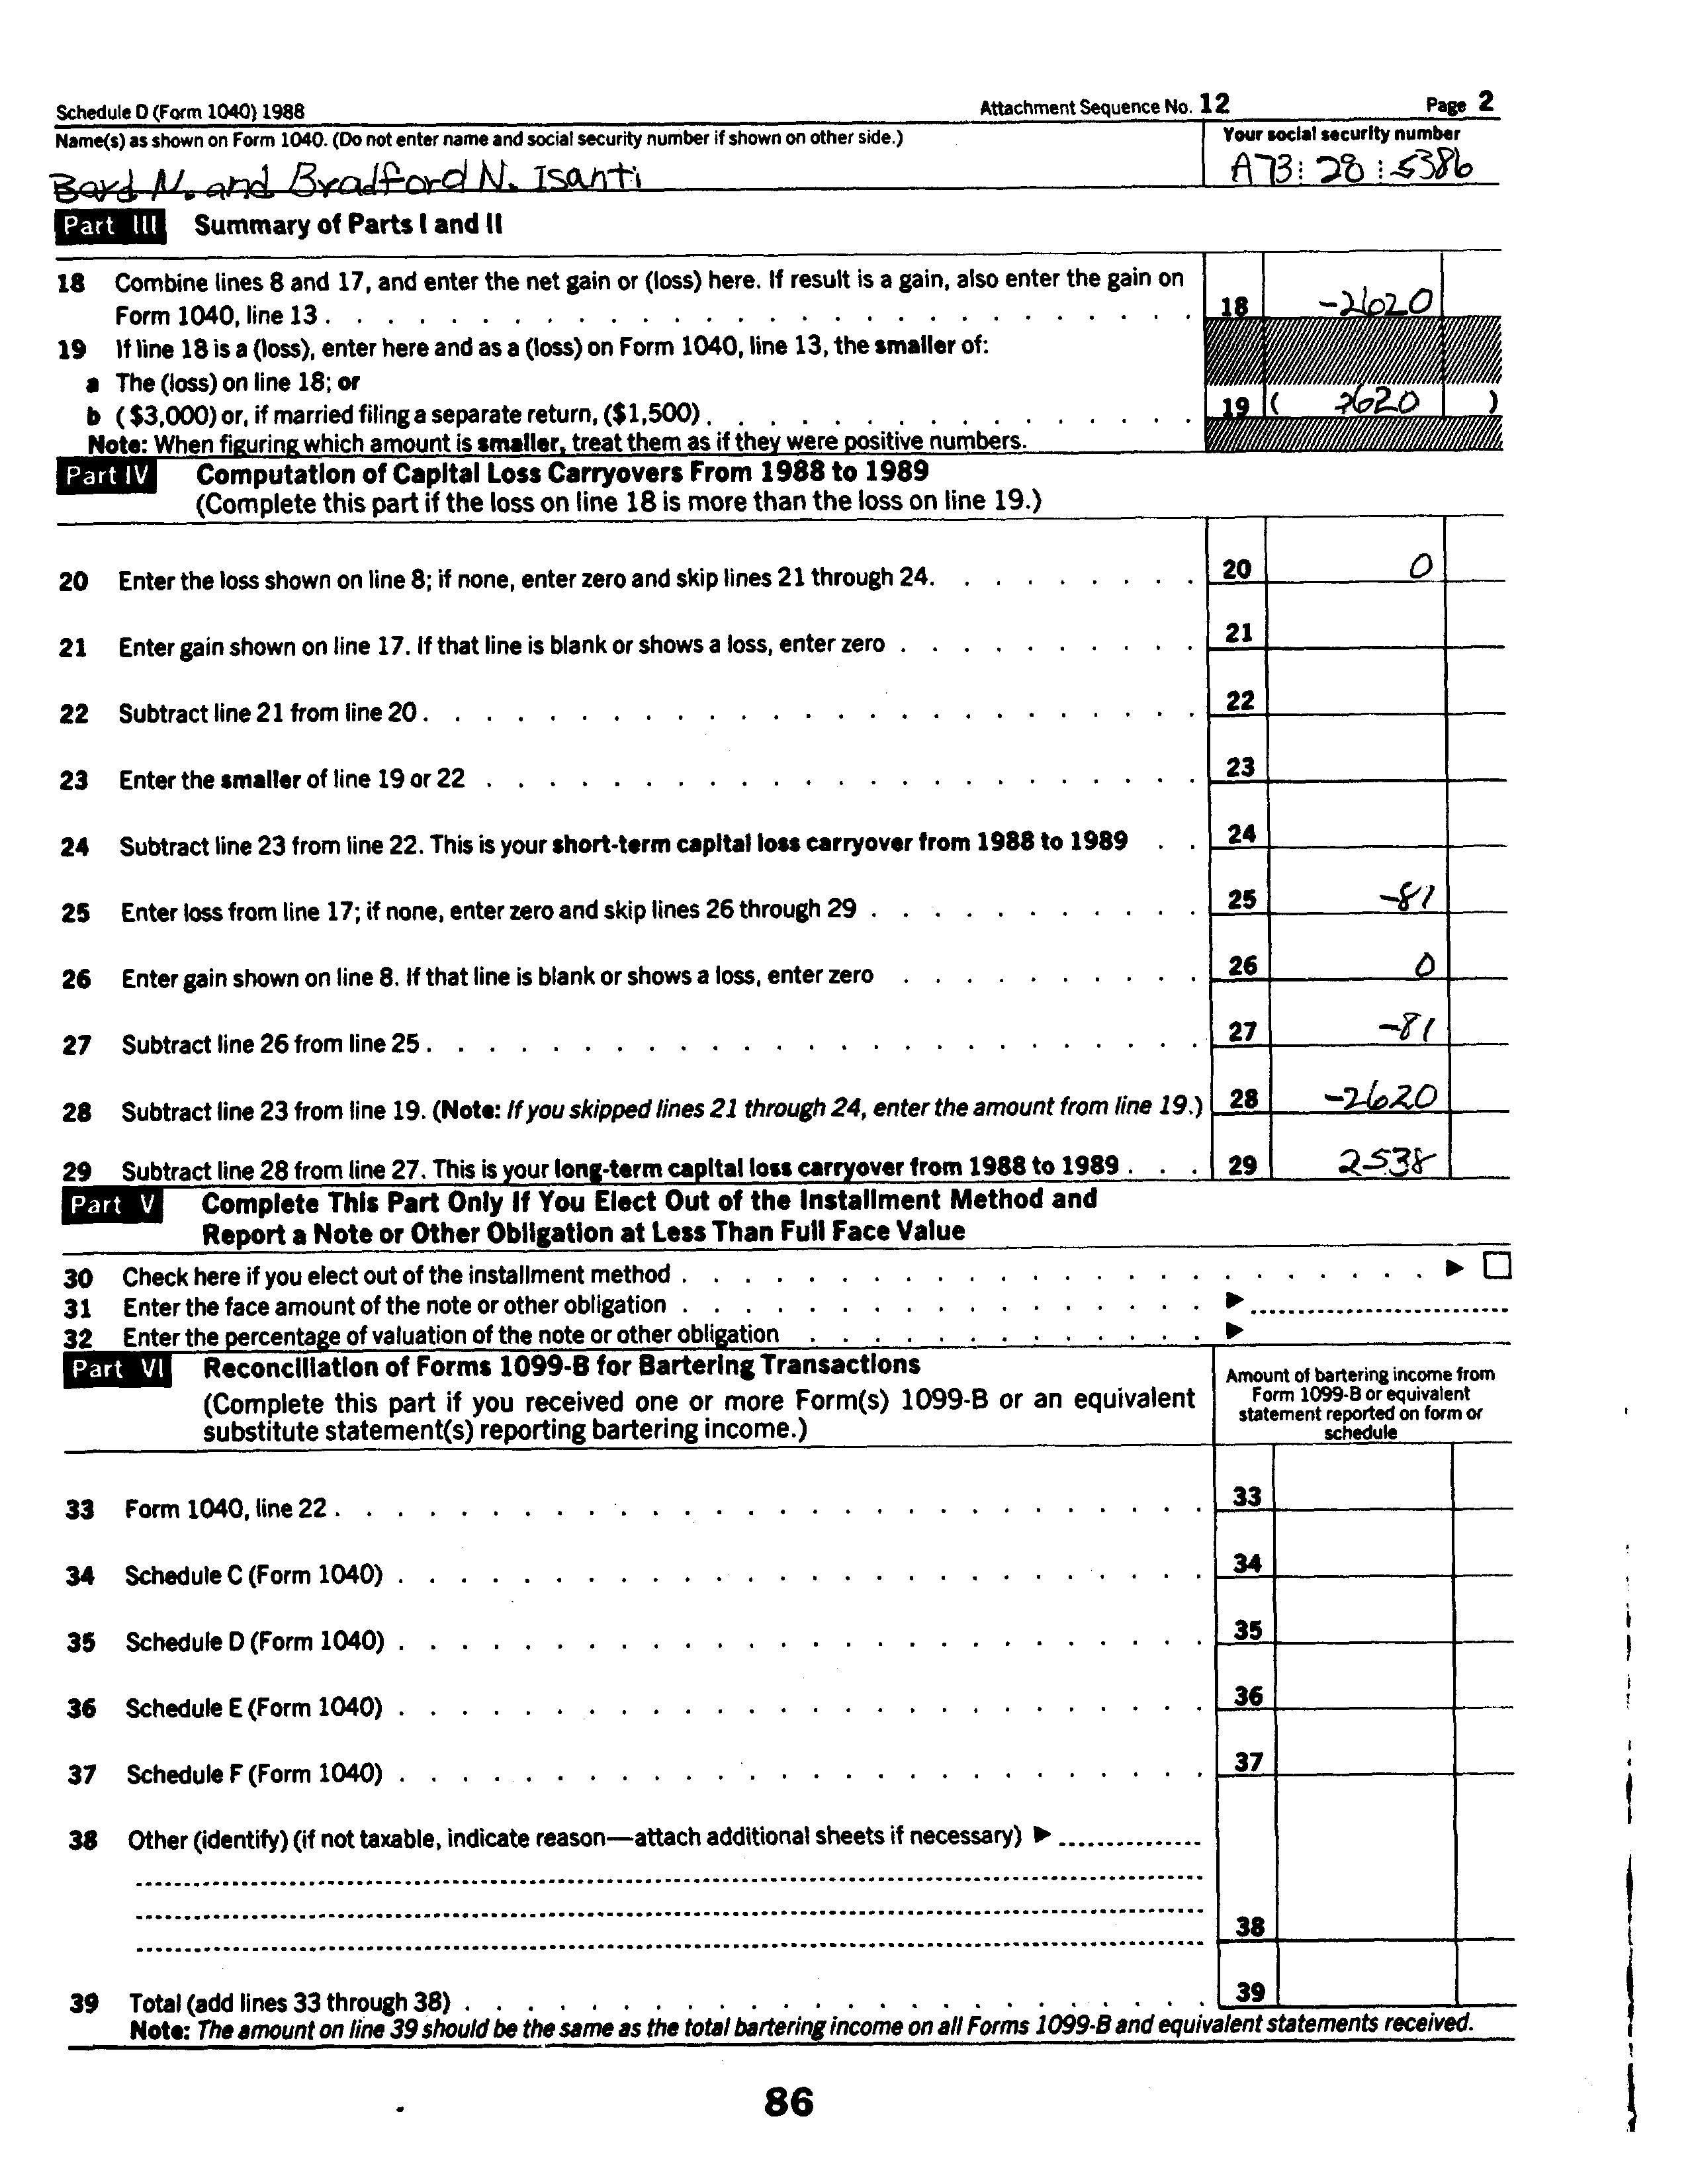 Schedule D (Form 1040) 1988 Attachment Sequence No. 12 Page 2
Name(s) as shown on Form 1040. (Do not enter name and social security number if shown on other side.) Your social security number
Bard N. and Bradford N. Isanti A73 28 5386
Part III Summary of Parts I and II
18 Combine lines 8 and 17, and enter the net gain or (loss) here. If result is a gain, also enter the gain on
Form 1040, line 13 18 -2620
19 If line 18 is a (loss), enter here and as a (loss) on Form 1040, line 13, the smaller of:
a The (loss) on line 18; or
b ($3,000) or, if married filing a separate return, ($1,500) 19 ( 2620 )
Note: When figuring which amount is smaller, treat them as if they were positive numbers.
Part IV Computation of Capital Loss Carryovers From 1988 to 1989
(Complete this part if the loss on line 18 is more than the loss on line 19.)
20 Enter the loss shown on line 8; if none, enter zero and skip lines 21 through 24. 20 0
21 Enter gain shown on line 17. If that line is blank or shows a loss, enter zero 21
22 Subtract line 21 from line 20 22
23 Enter the smaller of line 19 or 22 23
24 Subtract line 23 from line 22. This is your short-term capital loss carryover from 1988 to 1989 24
25 Enter loss from line 17; if none, enter zero and skip lines 26 through 29 25 -81
26 Enter gain shown on line 8. If that line is blank or shows a loss, enter zero 26 0
27 Subtract line 26 from line 25 27 -81
28 Subtract line 23 from line 19. (Note: If you skipped lines 21 through 24, enter the amount from line 19.) 28 -2620
29 Subtract line 28 from line 27. This is your long-term capital loss carryover from 1988 to 1989 29 2538
Part V Complete This Part Only If You Elect Out of the Installment Method and
Report a Note or Other Obligation at Less Than Full Face Value
30 Check here if you elect out of the installment method
31 Enter the face amount of the note or other obligation
32 Enter the percentage of valuation of the note or other obligation
Part VI Reconciliation of Forms 1099-B for Bartering Transactions
(Complete this part if you received one or more Form(s) 1099-B or an equivalent
substitute statement(s) reporting bartering income.)
Amount of bartering income from
Form 1099-B or equivalent
statement reported on form or
schedule
33 Form 1040, line 22 33
34 Schedule C (Form 1040) 34
35 Schedule D (Form 1040) 35
36 Schedule E (Form 1040) 36
37 Schedule F (Form 1040) 37
38 Other (identify) (if not taxable, indicate reason—attach additional sheets if necessary)
38
39 Total (add lines 33 through 38) 39
Note: The amount on line 39 should be the same as the total bartering income on all Forms 1099-B and equivalent statements received.
86